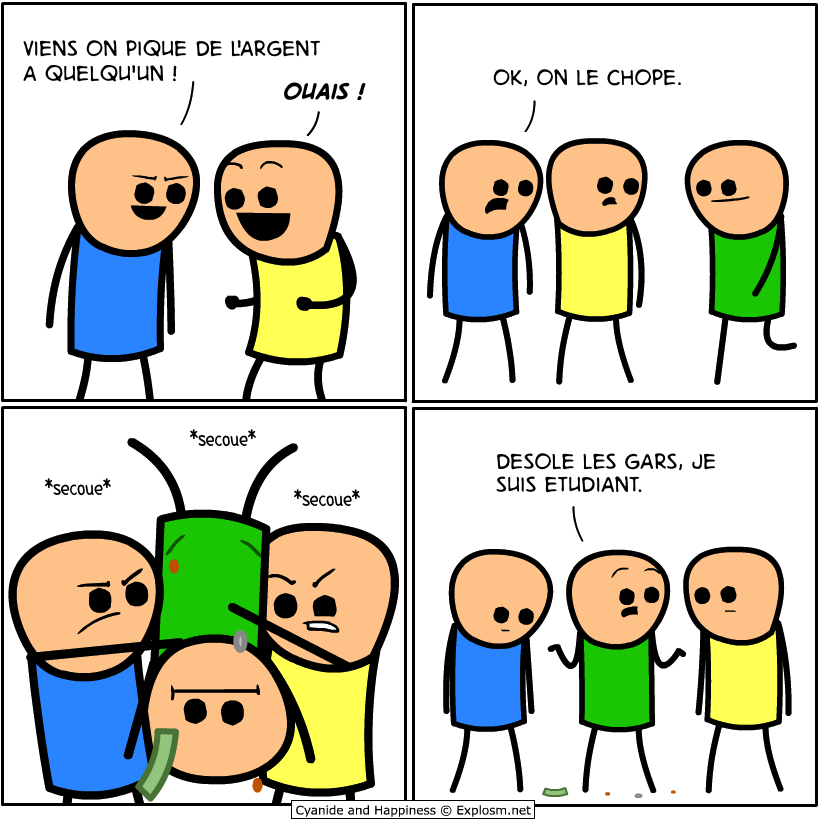 VIENS ON PIQUE DE L'ARGENT
A QUELQU'UN !
OUAIS !
OK, ON LE CHOPE.
*secoue*
*secoue*
*secoue*
DESOLE LES GARS, JE
SUIS ETUDIANT.
Cyanide and Happiness © Explosm.net